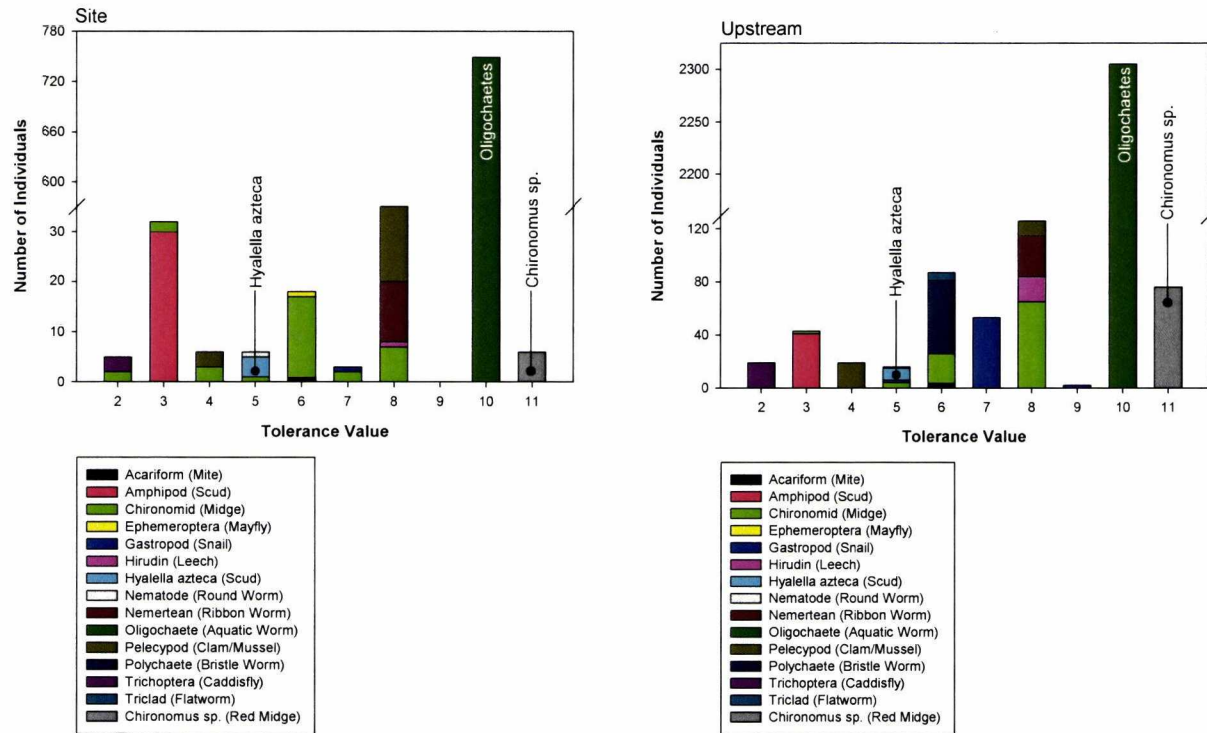 Site
780
720
660
600
30
20
10
0
Number of Individuals
Hyalella azteca
Oligochaetes
Chironomus sp.
2 3 4 5 6 7 8 9 10 11
Tolerance Value
Acariform (Mite)
Amphipod (Scud)
Chironomid (Midge)
Ephemeroptera (Mayfly)
Gastropod (Snail)
Hirudin (Leech)
Hyalella azteca (Scud)
Nematode (Round Worm)
Nemertean (Ribbon Worm)
Oligochaete (Aquatic Worm)
Pelecypod (Clam/Mussel)
Polychaete (Bristle Worm)
Trichoptera (Caddisfly)
Triclad (Flatworm)
Chironomus sp. (Red Midge)
Upstream
2300
2250
2200
120
80
40
0
Number of Individuals
Hyalella azteca
Oligochaetes
Chironomus sp.
2 3 4 5 6 7 8 9 10 11
Tolerance Value
Acariform (Mite)
Amphipod (Scud)
Chironomid (Midge)
Ephemeroptera (Mayfly)
Gastropod (Snail)
Hirudin (Leech)
Hyalella azteca (Scud)
Nematode (Round Worm)
Nemertean (Ribbon Worm)
Oligochaete (Aquatic Worm)
Pelecypod (Clam/Mussel)
Polychaete (Bristle Worm)
Trichoptera (Caddisfly)
Triclad (Flatworm)
Chironomus sp. (Red Midge)